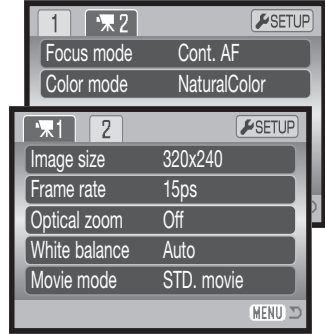 1 2 SETUP
Focus mode Cont. AF
Color mode NaturalColor
1 2 SETUP
Image size 320x240
Frame rate 15ps
Optical zoom Off
White balance Auto
Movie mode STD. movie
MENU